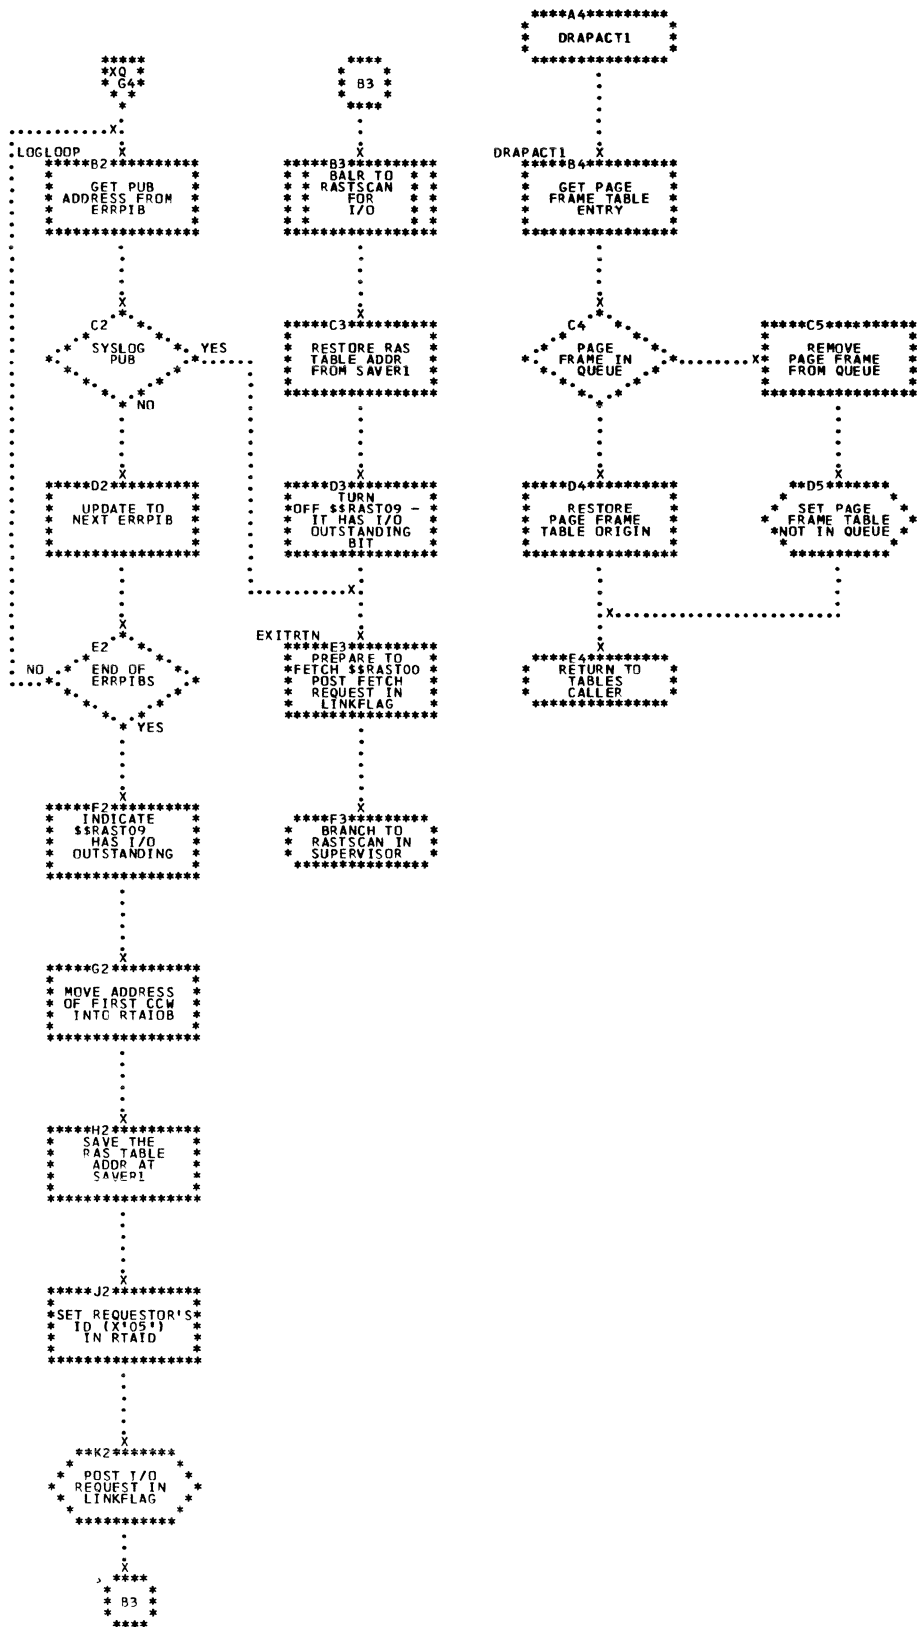 XQ
G4
LOGLOOP
B2
GET PUB
ADDRESS FROM
ERRPIB
C2
SYSLOG
PUB
YES
NO
D2
UPDATE TO
NEXT ERRPIB
E2
END OF
ERRPIBS
NO
YES
F2
INDICATE
$$RAST09
HAS I/O
OUTSTANDING
G2
MOVE ADDRESS
OF FIRST CCW
INTO RTAIOB
H2
SAVE THE
RAS TABLE
ADDR AT
SAVER1
J2
SET REQUESTOR'S
ID (X'05')
IN RTAID
K2
POST I/O
REQUEST IN
LINKFLAG
B3
B3
B3
BALR TO
RASTSCAN
FOR
I/O
C3
RESTORE RAS
TABLE ADDR
FROM SAVER1
D3
TURN
OFF $$RAST09 -
IT HAS I/O
OUTSTANDING
BIT
EXITRTN
E3
PREPARE TO
FETCH $$RAST00
POST FETCH
REQUEST IN
LINKFLAG
F3
BRANCH TO
RASTSCAN IN
SUPERVISOR
A4
DRAPACT1
DRAPACT1
B4
GET PAGE
FRAME TABLE
ENTRY
C4
PAGE
FRAME IN
QUEUE
C5
REMOVE
PAGE FRAME
FROM QUEUE
D4
RESTORE
PAGE FRAME
TABLE ORIGIN
D5
SET PAGE
FRAME TABLE
NOT IN QUEUE
E4
RETURN TO
TABLES
CALLER